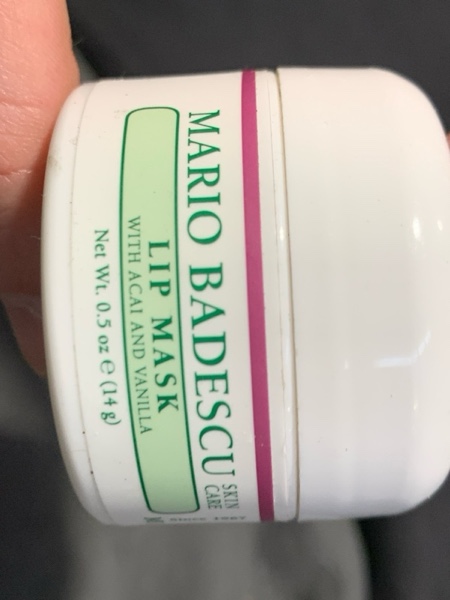 MARIO BADESCU SKIN CARE
LIP MASK
WITH ACAI AND VANILLA
Net Wt. 0.5 oz ℮ (14 g)